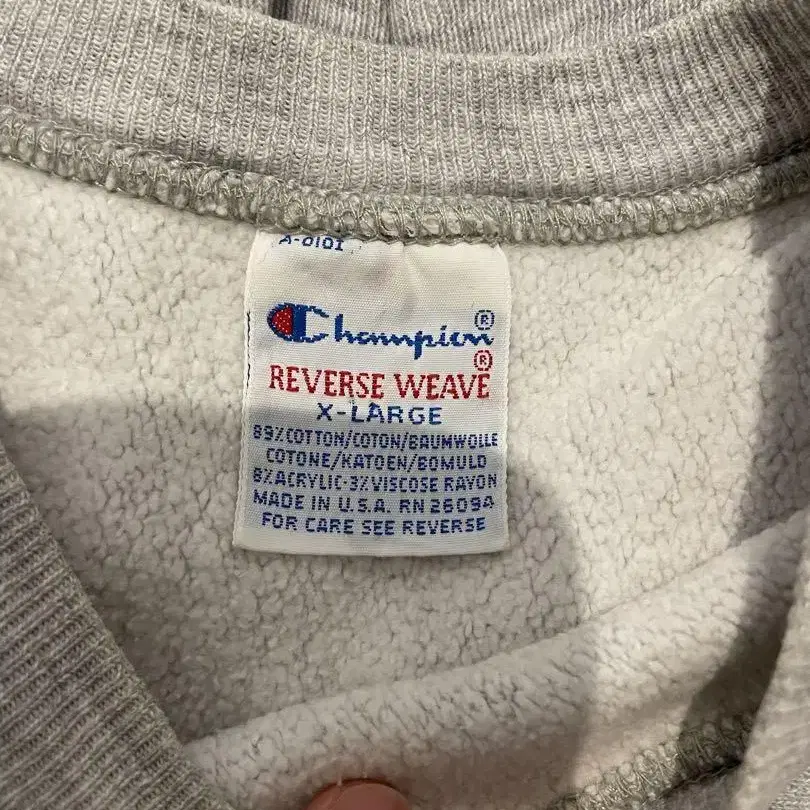 A-0101
Champion®
REVERSE WEAVE®
X-LARGE
89% COTTON/COTON/BAUMWOLLE
COTONE/KATOEN/BOMULD
8% ACRYLIC-3% VISCOSE RAYON
MADE IN U.S.A. RN 26094
FOR CARE SEE REVERSE